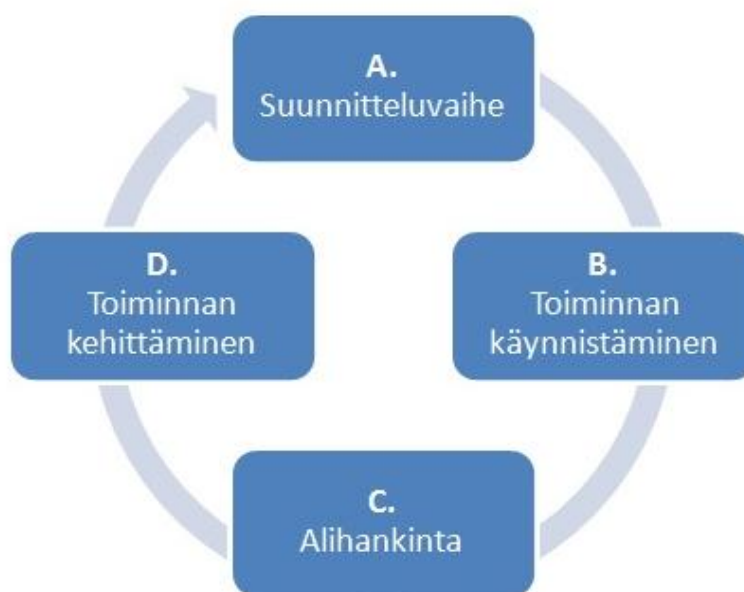 A.
Suunnitteluvaihe
B.
Toiminnan
käynnistäminen
C.
Alihankinta
D.
Toiminnan
kehittäminen